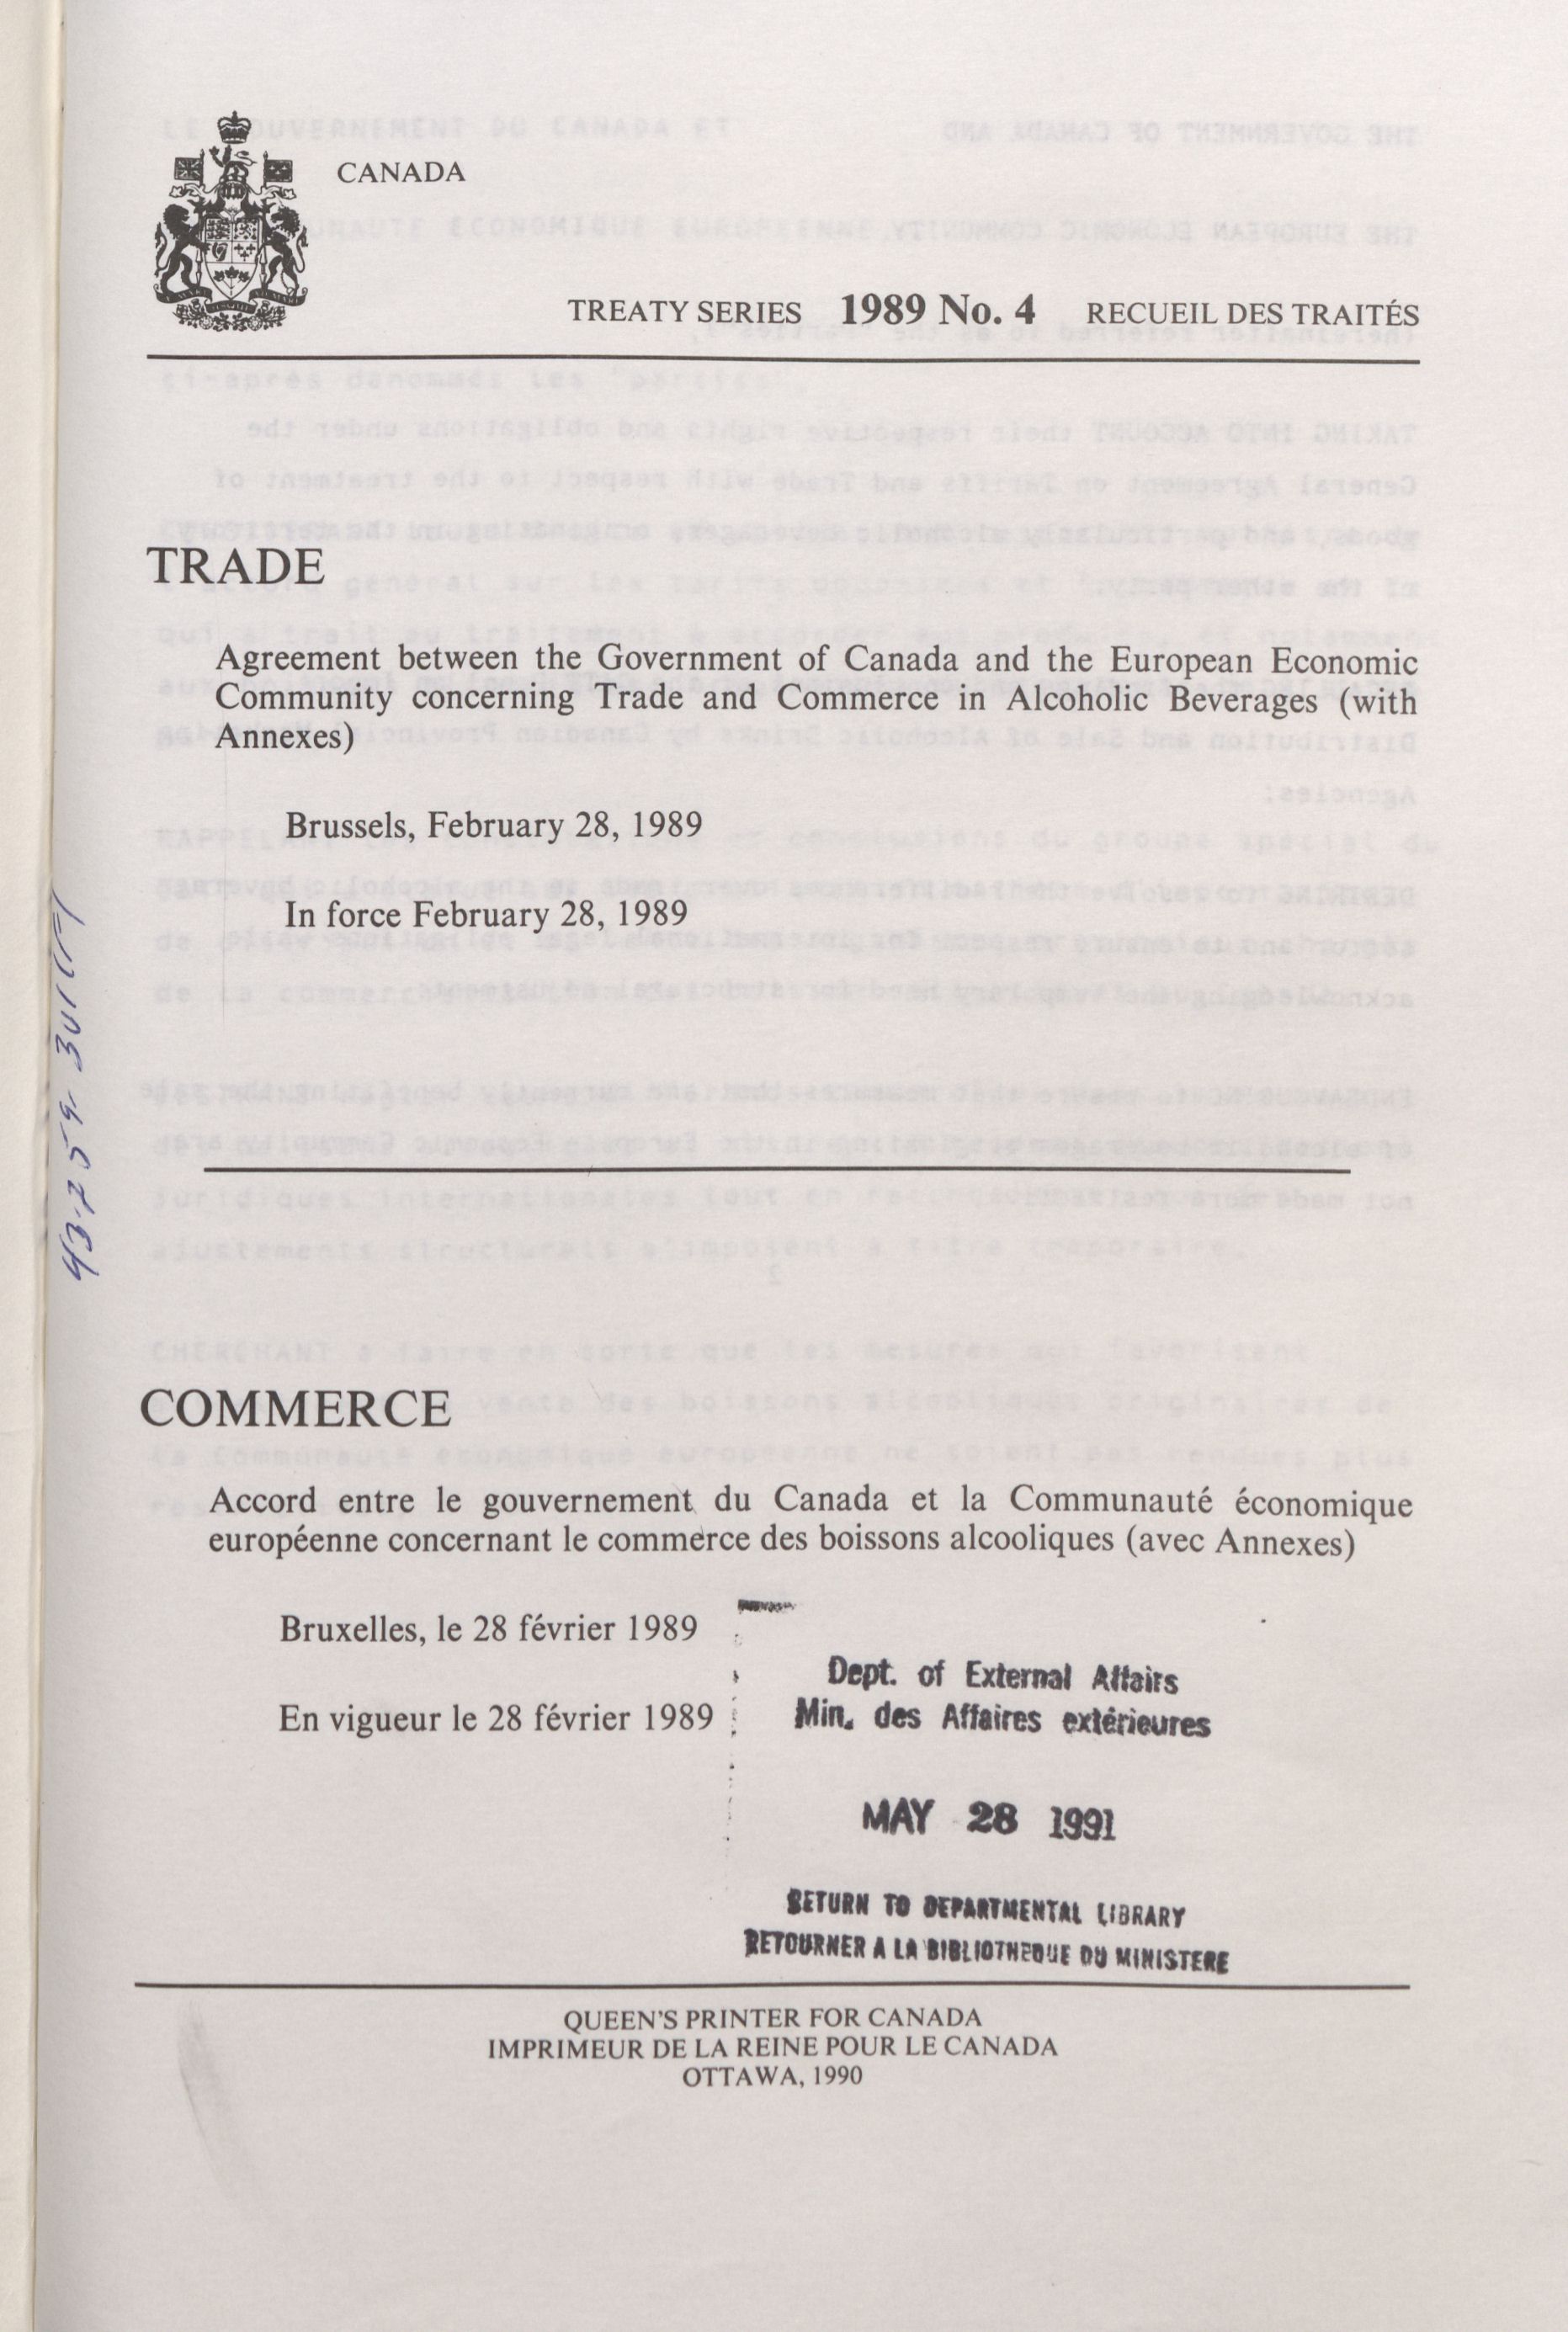 CANADA
TREATY SERIES 1989 No. 4 RECUEIL DES TRAITÉS
TRADE
Agreement between the Government of Canada and the European Economic
Community concerning Trade and Commerce in Alcoholic Beverages (with
Annexes)
Brussels, February 28, 1989
In force February 28, 1989
COMMERCE
Accord entre le gouvernement du Canada et la Communauté économique
européenne concernant le commerce des boissons alcooliques (avec Annexes)
Bruxelles, le 28 février 1989
En vigueur le 28 février 1989
Dept. of External Affairs
Min. des Affaires extérieures
MAY 28 1991
RETURN TO DEPARTMENTAL LIBRARY
RETOURNER A LA BIBLIOTHEQUE DU MINISTERE
QUEEN'S PRINTER FOR CANADA
IMPRIMEUR DE LA REINE POUR LE CANADA
OTTAWA, 1990